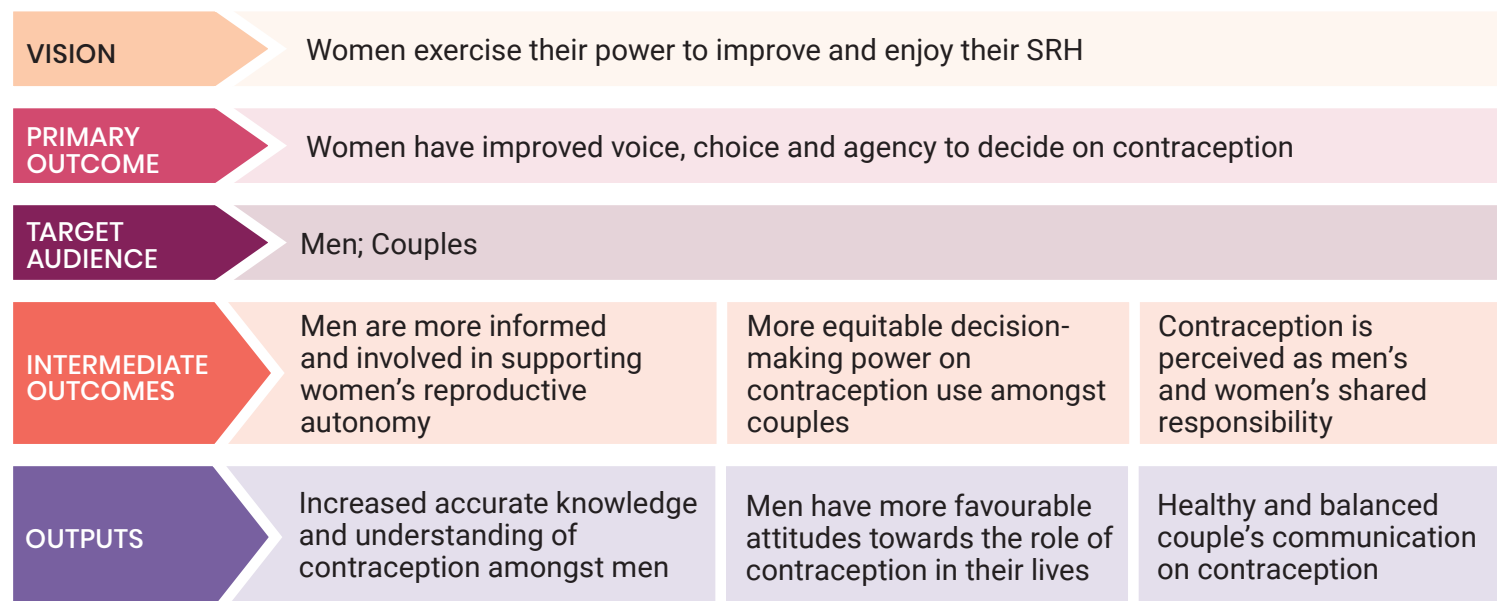 VISION
Women exercise their power to improve and enjoy their SRH
PRIMARY
OUTCOME
Women have improved voice, choice and agency to decide on contraception
TARGET
AUDIENCE
Men; Couples
INTERMEDIATE
OUTCOMES
Men are more informed
and involved in supporting
women’s reproductive
autonomy
More equitable decision-
making power on
contraception use amongst
couples
Contraception is
perceived as men’s
and women’s shared
responsibility
OUTPUTS
Increased accurate knowledge
and understanding of
contraception amongst men
Men have more favourable
attitudes towards the role of
contraception in their lives
Healthy and balanced
couple’s communication
on contraception